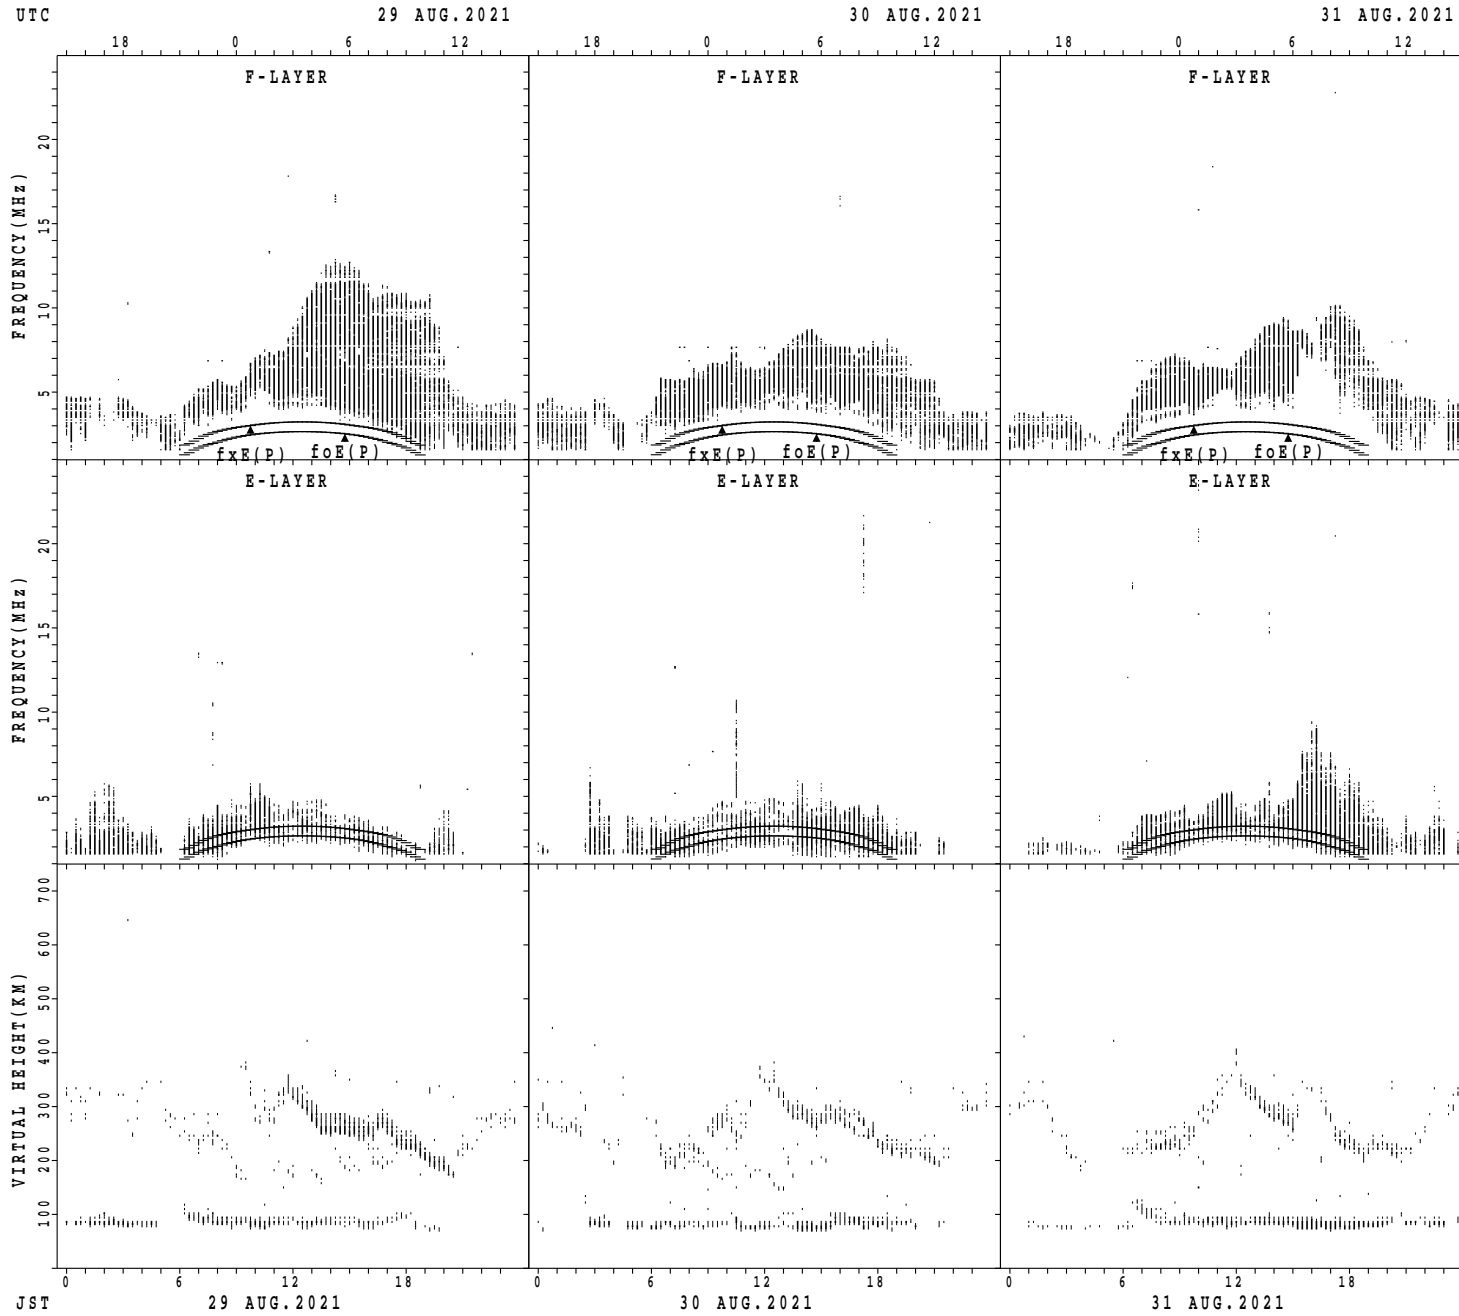 UTC 29 AUG.2021 30 AUG.2021 31 AUG.2021
18 0 6 12 18 0 6 12 18 0 6 12
F-LAYER F-LAYER F-LAYER
FREQUENCY(MHz)
20
15
10
5
fxE(P) foE(P) fxE(P) foE(P) fxE(P) foE(P)
E-LAYER E-LAYER E-LAYER
FREQUENCY(MHz)
20
15
10
5
VIRTUAL HEIGHT(KM)
700
600
500
400
300
200
100
0 6 12 18 0 6 12 18 0 6 12 18
JST 29 AUG.2021 30 AUG.2021 31 AUG.2021